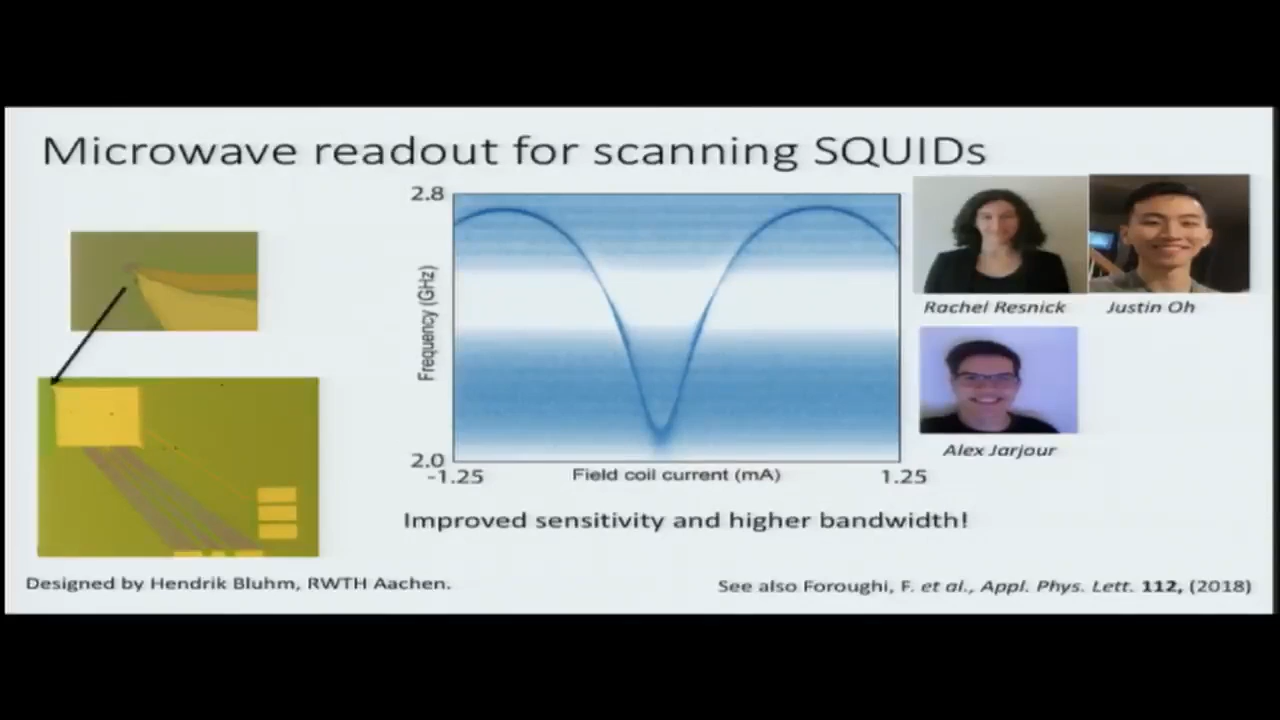 Microwave readout for scanning SQUIDs
2.8
Frequency (GHz)
2.0
-1.25
Field coil current (mA)
1.25
Rachel Resnick
Justin Oh
Alex Jarjour
Improved sensitivity and higher bandwidth!
Designed by Hendrik Bluhm, RWTH Aachen.
See also Foroughi, F. et al., Appl. Phys. Lett. 112, (2018)